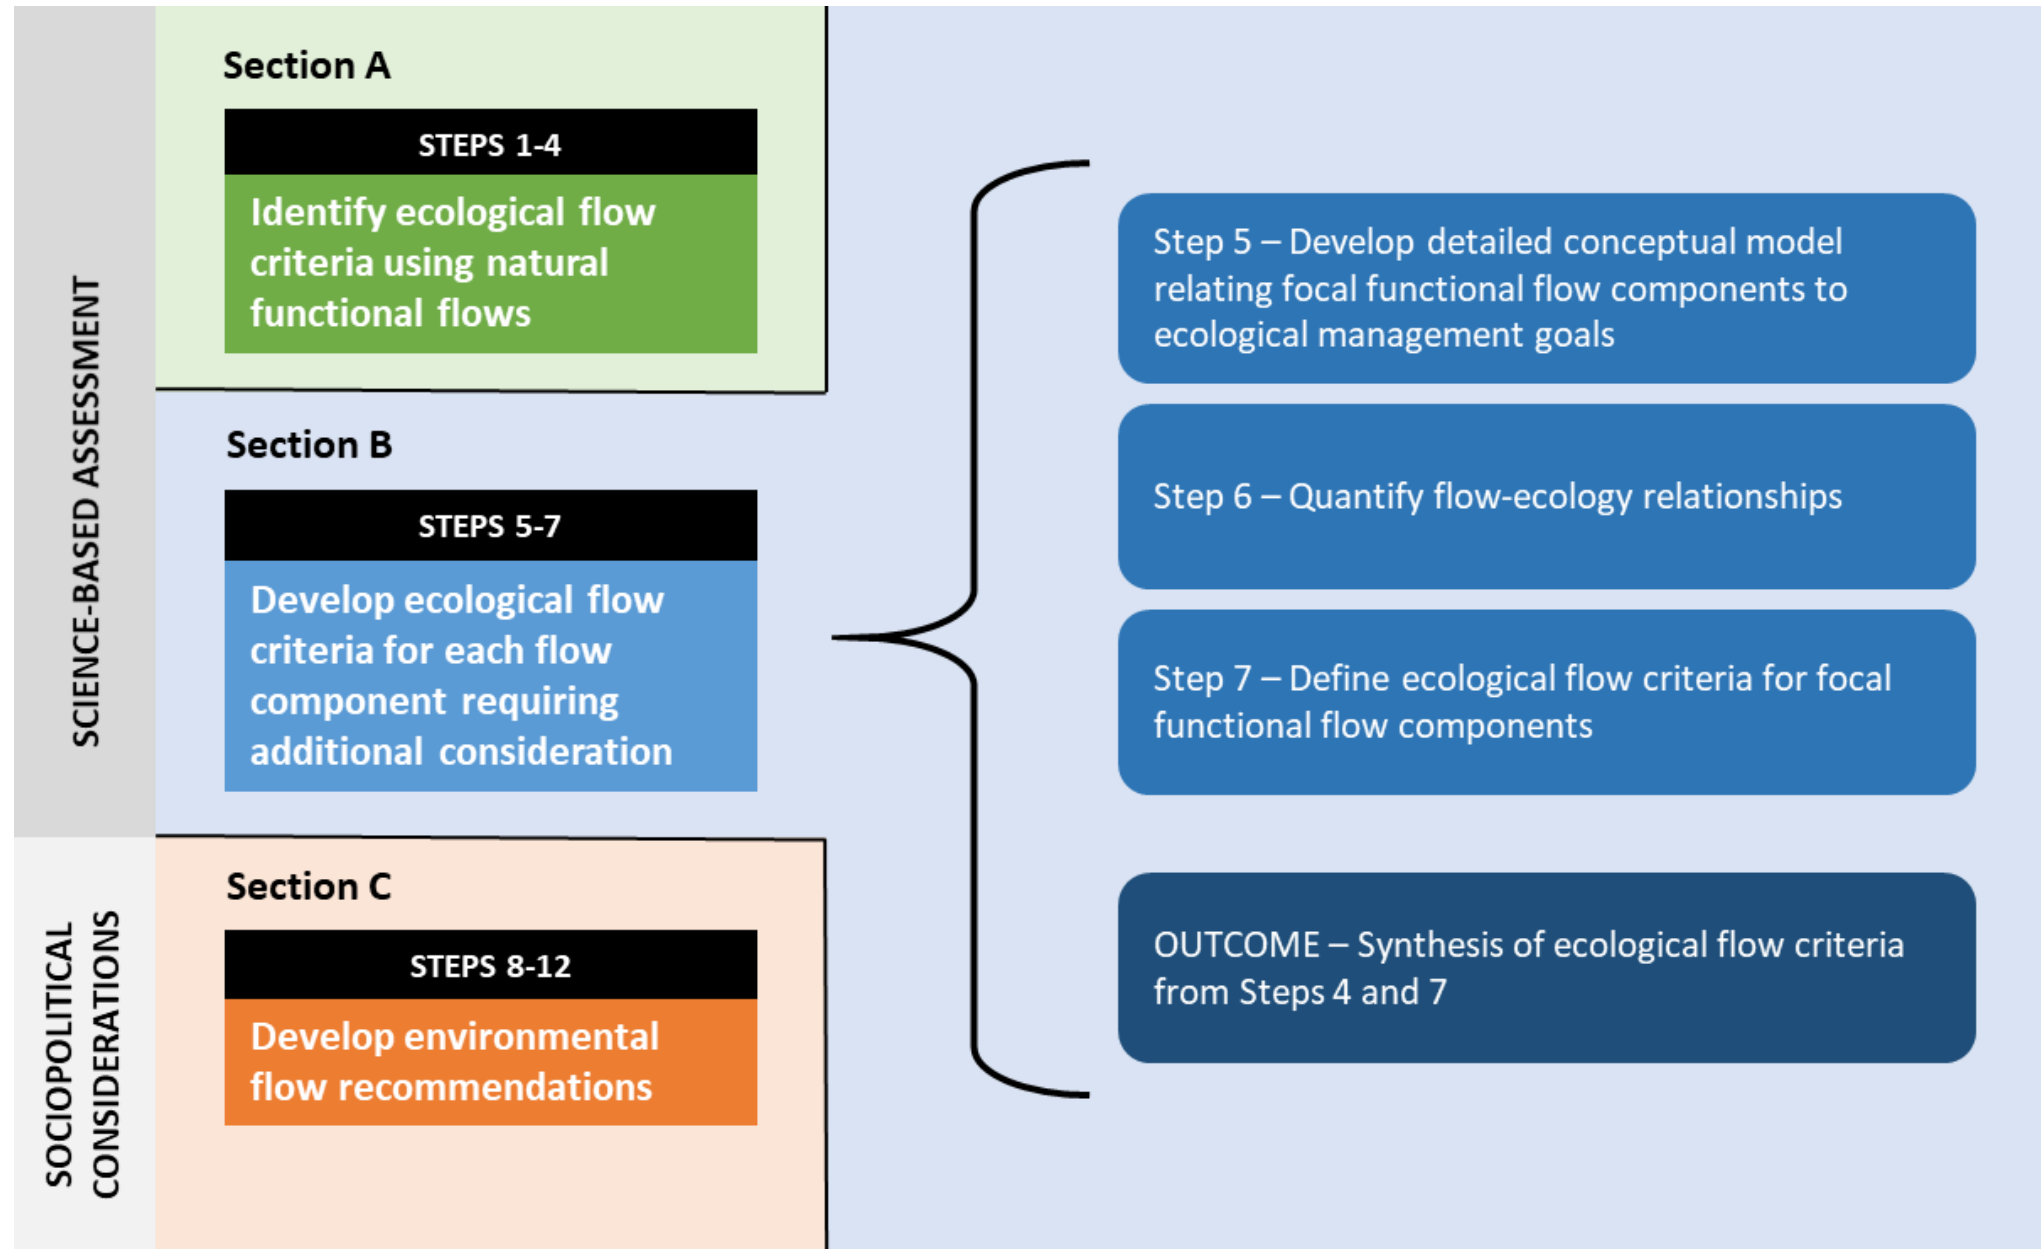 SCIENCE-BASED ASSESSMENT
Section A
STEPS 1-4
Identify ecological flow
criteria using natural
functional flows
Section B
STEPS 5-7
Develop ecological flow
criteria for each flow
component requiring
additional consideration
SOCIOPOLITICAL
CONSIDERATIONS
Section C
STEPS 8-12
Develop environmental
flow recommendations
Step 5 – Develop detailed conceptual model
relating focal functional flow components to
ecological management goals
Step 6 – Quantify flow-ecology relationships
Step 7 – Define ecological flow criteria for focal
functional flow components
OUTCOME – Synthesis of ecological flow criteria
from Steps 4 and 7